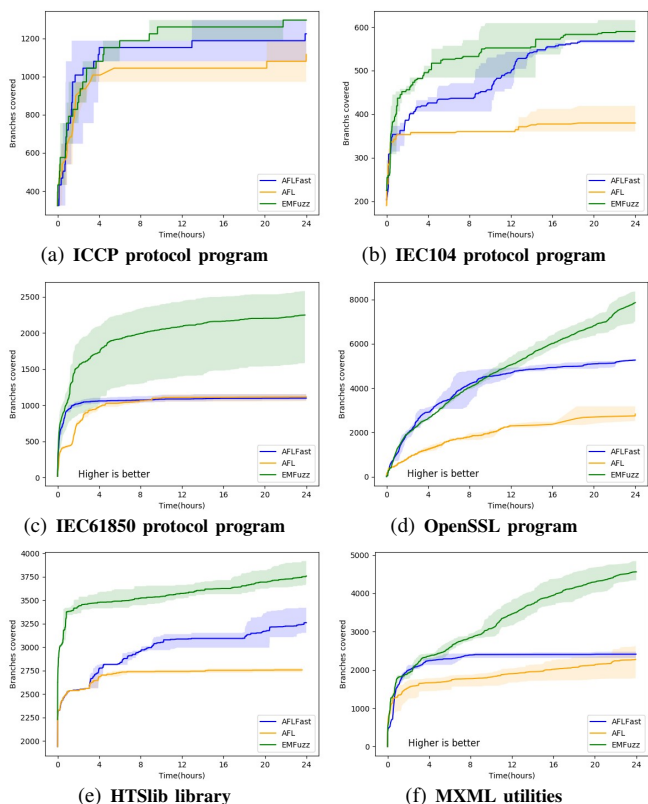 1200
1000
800
600
400
Branches covered
0 4 8 12 16 20 24
Time(hours)
AFLFast
AFL
EMFuzz
(a) ICCP protocol program
600
500
400
300
200
Branchs covered
0 4 8 12 16 20 24
Time(hours)
AFLFast
AFL
EMFuzz
(b) IEC104 protocol program
2500
2000
1500
1000
500
0
Branches covered
0 4 8 12 16 20 24
Time(hours)
Higher is better
AFLFast
AFL
EMFuzz
(c) IEC61850 protocol program
8000
6000
4000
2000
0
Branches covered
0 4 8 12 16 20 24
Time(hours)
Higher is better
AFLFast
AFL
EMFuzz
(d) OpenSSL program
4000
3750
3500
3250
3000
2750
2500
2250
2000
Branches covered
0 4 8 12 16 20 24
Time(hours)
AFLFast
AFL
EMFuzz
(e) HTSlib library
5000
4000
3000
2000
1000
0
Branches covered
0 4 8 12 16 20 24
Time(hours)
Higher is better
AFLFast
AFL
EMFuzz
(f) MXML utilities